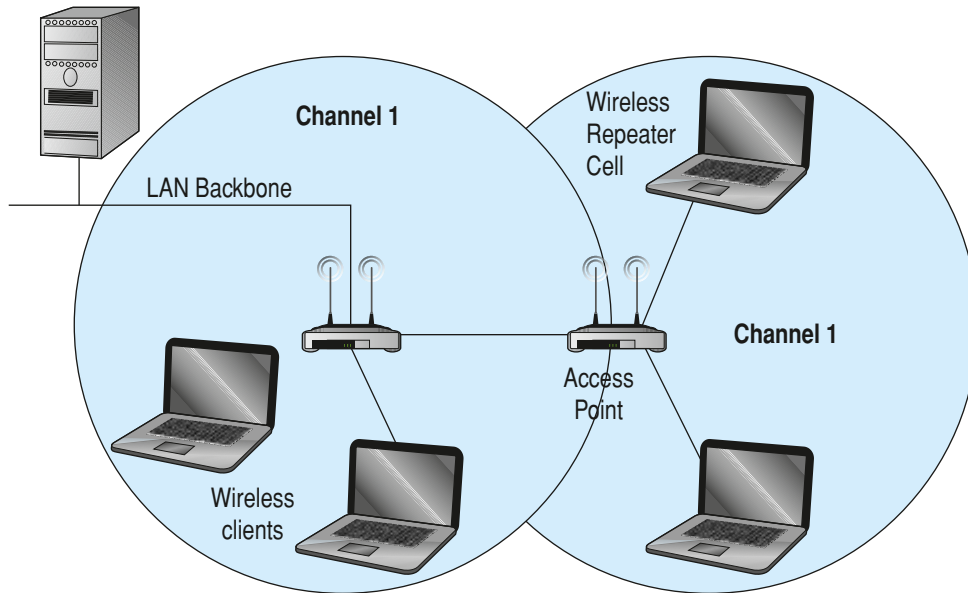 Channel 1
Wireless
Repeater
Cell
LAN Backbone
Channel 1
Access
Point
Wireless
clients